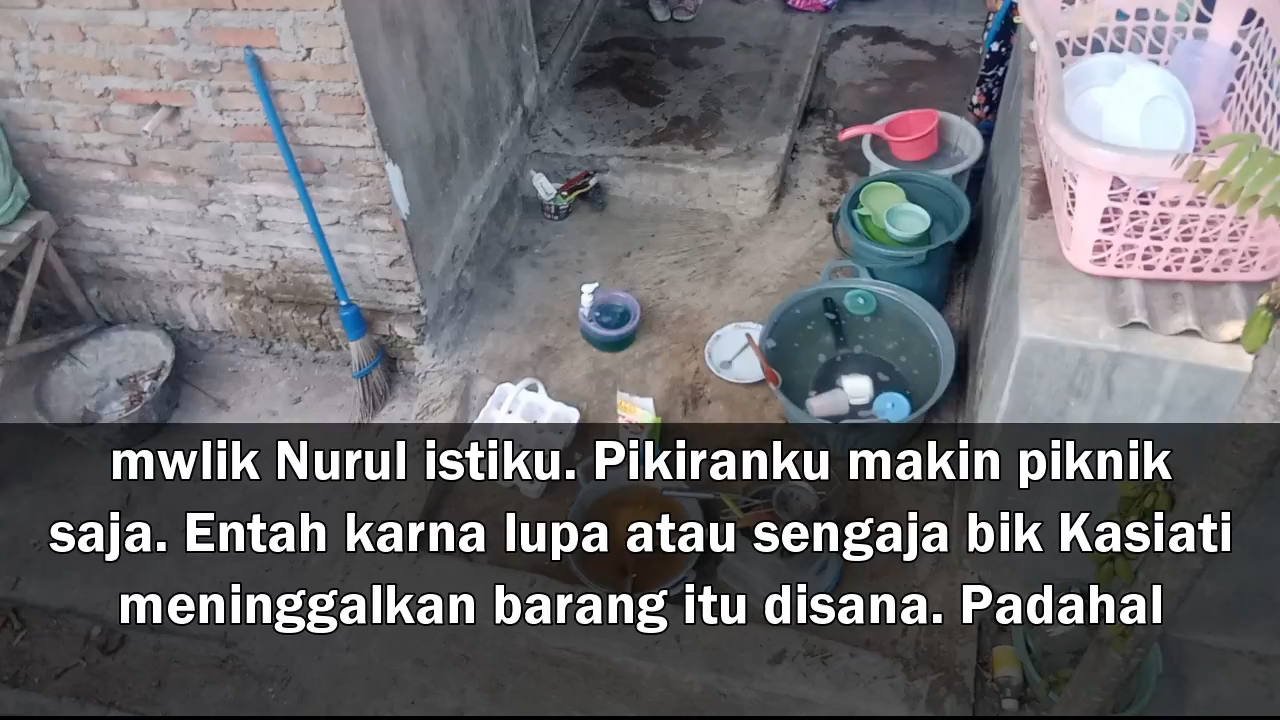 mwlik Nurul istiku. Pikiranku makin piknik
saja. Entah karna lupa atau sengaja bik Kasiati
meninggalkan barang itu disana. Padahal